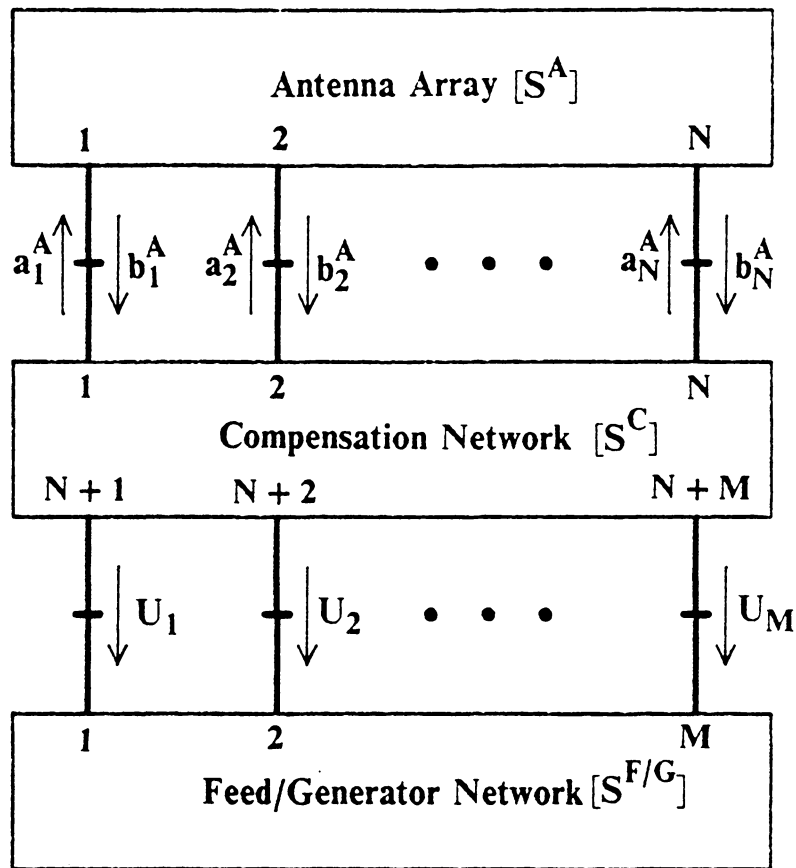 Antenna Array [S^A]
1 2 N
a_1^A b_1^A a_2^A b_2^A • • • a_N^A b_N^A
1 2 N
Compensation Network [S^C]
N + 1 N + 2 N + M
U_1 U_2 • • • U_M
1 2 M
Feed/Generator Network [S^F/G]